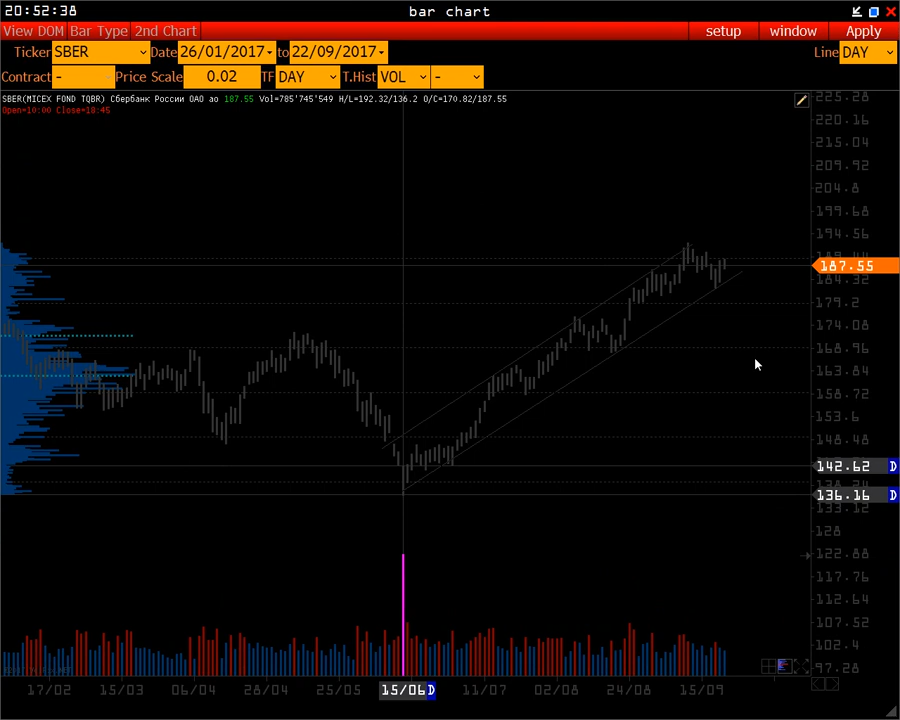 20:52:38 bar chart
View DOM Bar Type 2nd Chart setup window Apply
Ticker SBER Date 26/01/2017 to 22/09/2017 Line DAY
Contract - Price Scale 0.02 TF DAY T.Hist VOL -
SBER(MICEX FOND TQBR) Сбербанк России ОАО ао 187.55 Vol=785'745'549 H/L=192.32/136.2 O/C=170.82/187.55
Open=10:00 Close=18:45
225.28
220.16
215.04
209.92
204.8
199.68
194.56
187.55
184.32
179.2
174.08
168.96
163.84
158.72
153.6
148.48
142.62 D
136.16 D
133.12
128
122.88
117.76
112.64
107.52
102.4
97.28
17/02 15/03 06/04 28/04 25/05 15/06 D 11/07 02/08 24/08 15/09